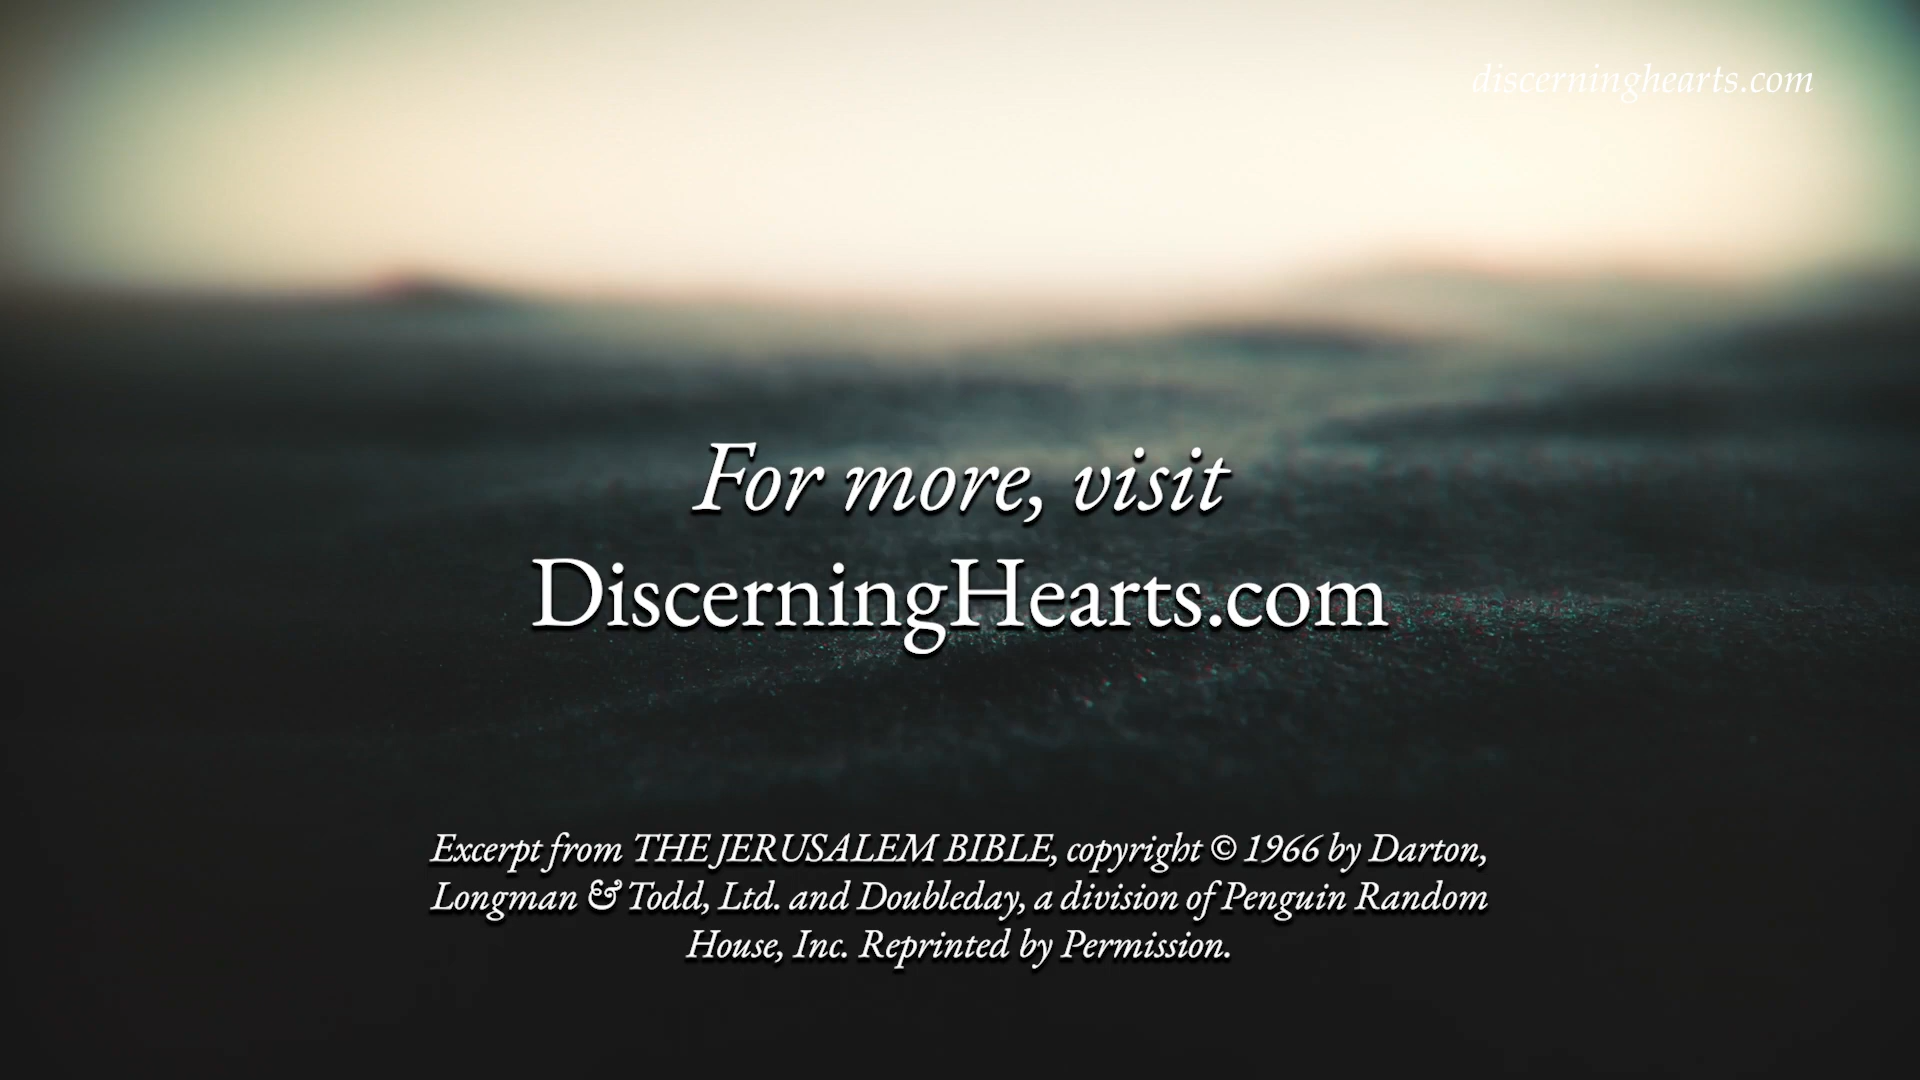 discerninghearts.com
For more, visit
DiscerningHearts.com
Excerpt from THE JERUSALEM BIBLE, copyright © 1966 by Darton,
Longman & Todd, Ltd. and Doubleday, a division of Penguin Random
House, Inc. Reprinted by Permission.